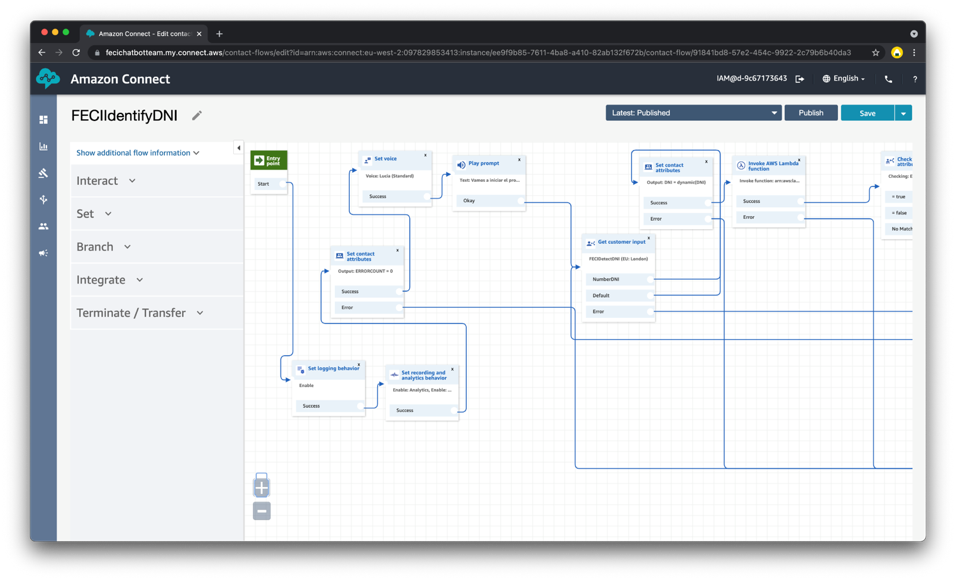 Amazon Connect - Edit contac
fecichatbotteam.my.connect.aws/contact-flows/edit?id=arn:aws:connect:eu-west-2:097829853413:instance/ee9f9b85-7611-4ba8-a410-82ab132f672b/contact-flow/91841bd8-57e2-454c-9922-2c79b6b40da3
Amazon Connect
IAM@d-9c67173643
English
?
FECIIdentifyDNI
Latest: Published
Publish
Save
Show additional flow information
Interact
Set
Branch
Integrate
Terminate / Transfer
Entry point
Start
Set voice
Voice: Lucia (Standard)
Success
Play prompt
Text: Vamos a iniciar el pro...
Okay
Set contact attributes
Output: DNI = dynamic(DNI)
Success
Error
Invoke AWS Lambda function
Invoke function: arn:aws:la...
Success
Error
Check
attrib
Checking: E
= true
= false
No Match
Set contact attributes
Output: ERRORCOUNT = 0
Success
Error
Get customer input
FECIDetectDNI (EU: London)
NumberDNI
Default
Error
Set logging behavior
Enable
Success
Set recording and analytics behavior
Enable: Analytics, Enable: ...
Success